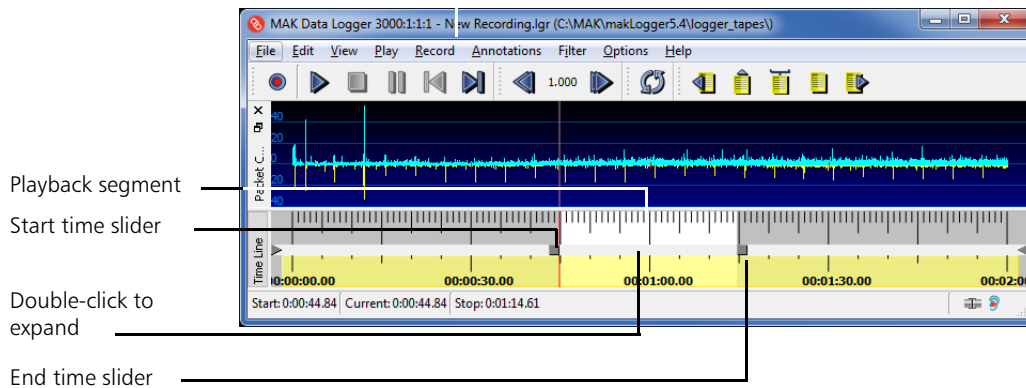 MAK Data Logger 3000:1:1:1 - New Recording.lgr (C:\MAK\makLogger5.4\logger_tapes\)
File Edit View Play Record Annotations Filter Options Help
1.000
Packet C...
40
20
0
20
40
Playback segment
Start time slider
Time Line
0:00:00.00 00:00:30.00 00:01:00.00 00:01:30.00 00:02:0
Start: 0:00:44.84 Current: 0:00:44.84 Stop: 0:01:14.61
Double-click to
expand
End time slider